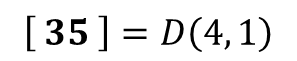 [ 35 ] = D(4,1)